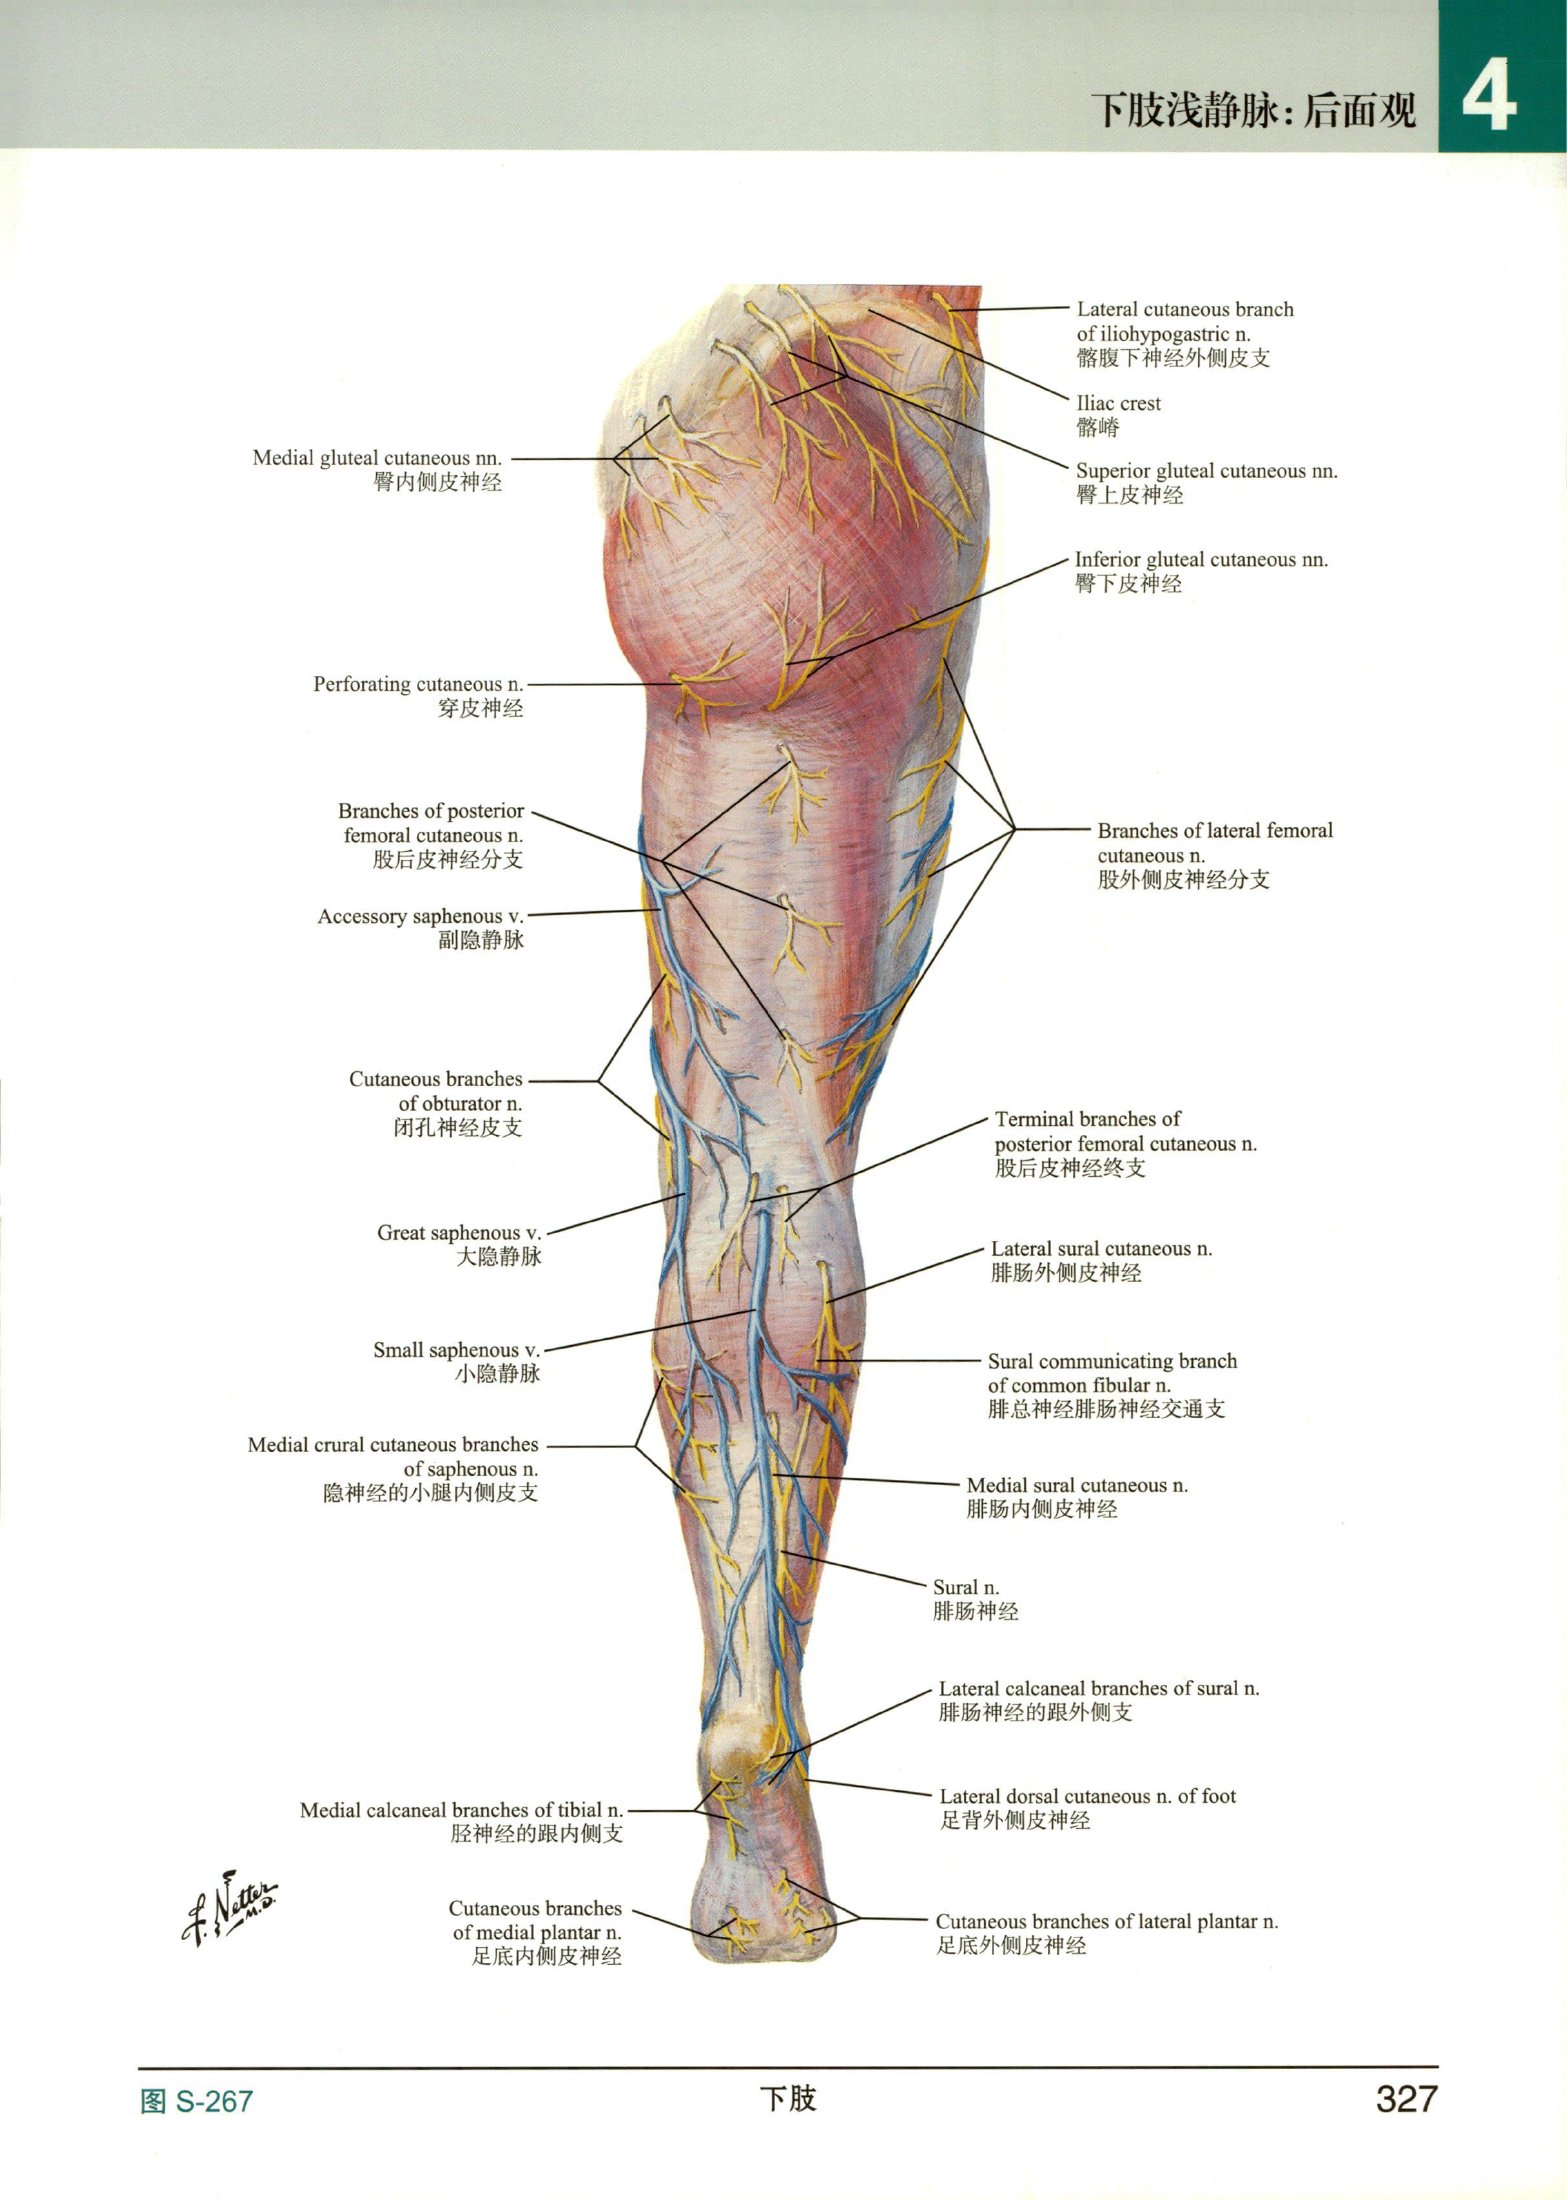 下肢浅静脉：后面观
4
Lateral cutaneous branch
of iliohypogastric n.
髂腹下神经外侧皮支
Iliac crest
髂嵴
Medial gluteal cutaneous nn.
臀内侧皮神经
Superior gluteal cutaneous nn.
臀上皮神经
Inferior gluteal cutaneous nn.
臀下皮神经
Perforating cutaneous n.
穿皮神经
Branches of posterior
femoral cutaneous n.
股后皮神经分支
Branches of lateral femoral
cutaneous n.
股外侧皮神经分支
Accessory saphenous v.
副隐静脉
Cutaneous branches
of obturator n.
闭孔神经皮支
Terminal branches of
posterior femoral cutaneous n.
股后皮神经终支
Great saphenous v.
大隐静脉
Lateral sural cutaneous n.
腓肠外侧皮神经
Small saphenous v.
小隐静脉
Sural communicating branch
of common fibular n.
腓总神经腓肠神经交通支
Medial crural cutaneous branches
of saphenous n.
隐神经的小腿内侧皮支
Medial sural cutaneous n.
腓肠内侧皮神经
Sural n.
腓肠神经
Lateral calcaneal branches of sural n.
腓肠神经的跟外侧支
Lateral dorsal cutaneous n. of foot
足背外侧皮神经
Medial calcaneal branches of tibial n.
胫神经的跟内侧支
Cutaneous branches
of medial plantar n.
足底内侧皮神经
Cutaneous branches of lateral plantar n.
足底外侧皮神经
F. Netter
M.D.
图 S-267
下肢
327